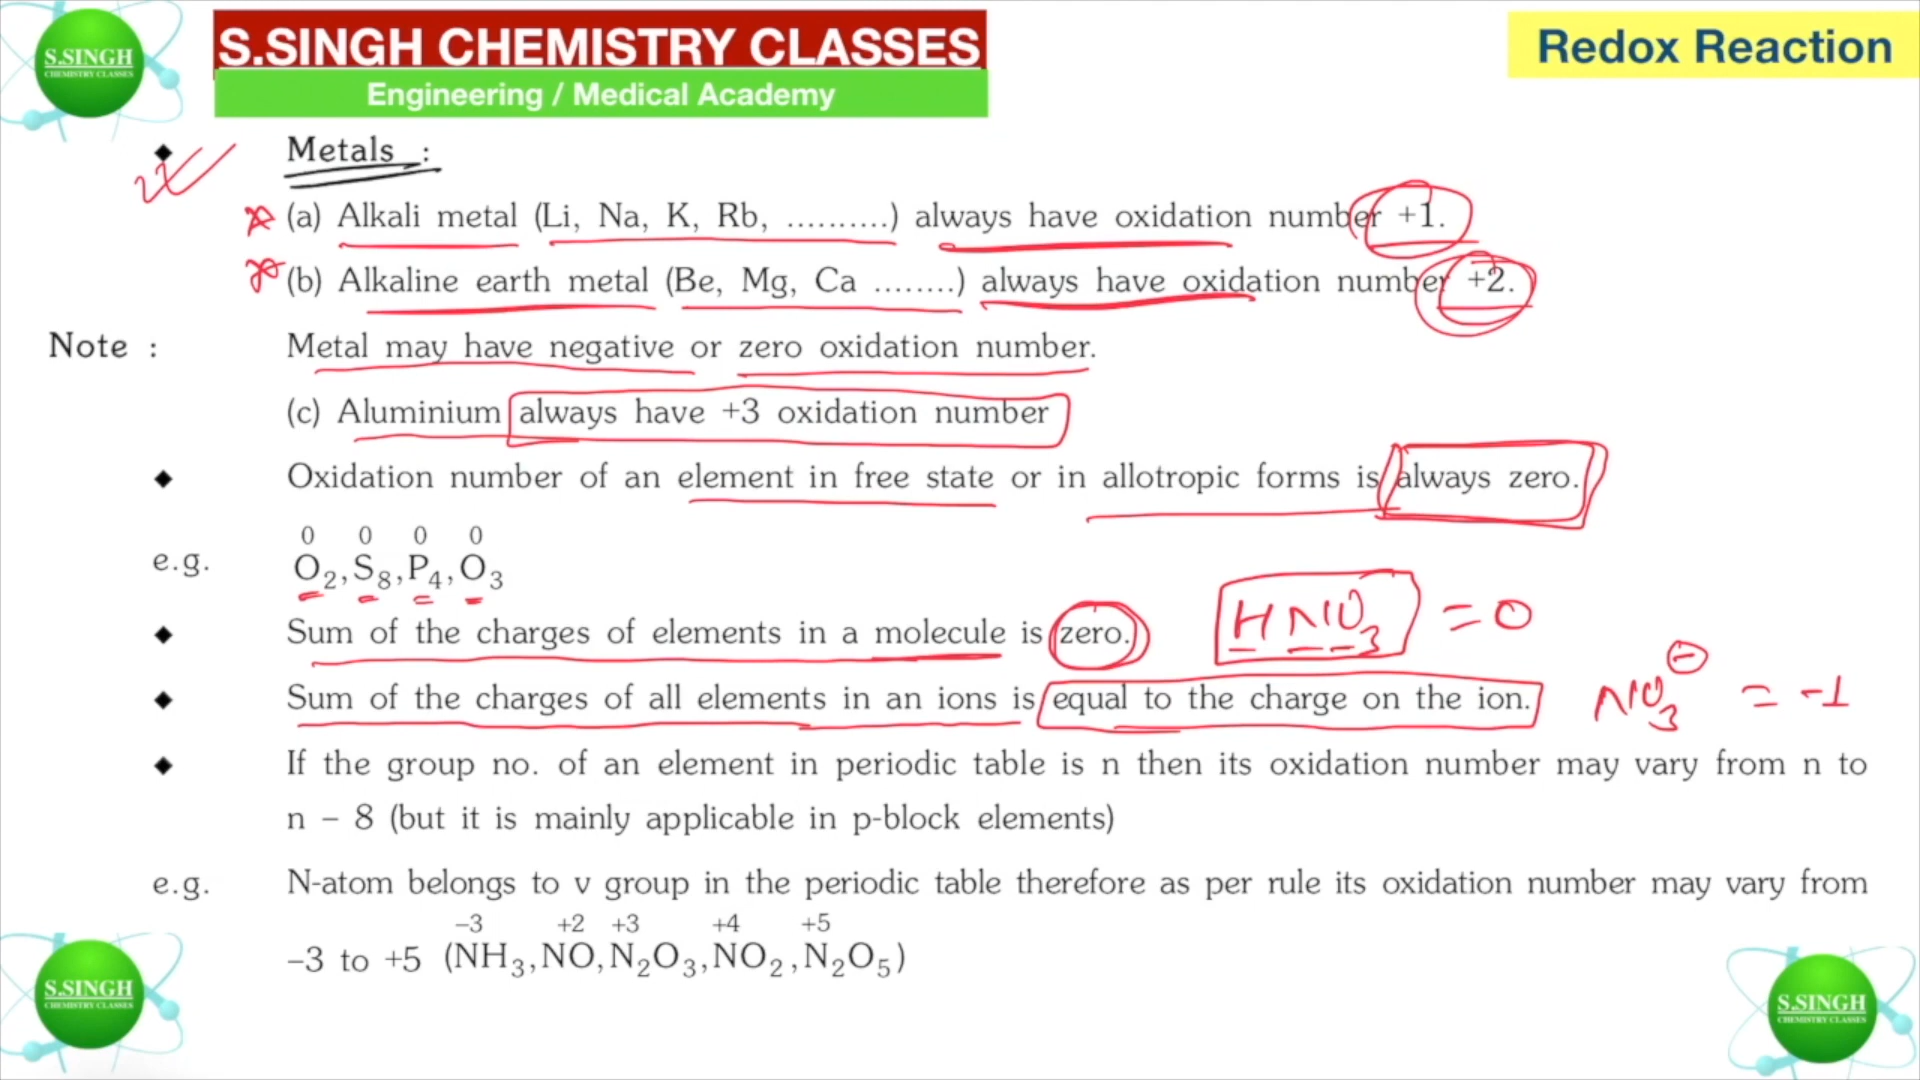 S.SINGH
CHEMISTRY CLASSES
S.SINGH CHEMISTRY CLASSES
Engineering / Medical Academy
Redox Reaction
◆ Metals :
(a) Alkali metal (Li, Na, K, Rb, ..........) always have oxidation number +1.
(b) Alkaline earth metal (Be, Mg, Ca ........) always have oxidation number +2.
Note : Metal may have negative or zero oxidation number.
(c) Aluminium always have +3 oxidation number
◆ Oxidation number of an element in free state or in allotropic forms is always zero.
0 0 0 0
e.g. O₂, S₈, P₄, O₃
◆ Sum of the charges of elements in a molecule is zero. HNO₃ = 0
◆ Sum of the charges of all elements in an ions is equal to the charge on the ion. NO₃⁻ = -1
◆ If the group no. of an element in periodic table is n then its oxidation number may vary from n to
n – 8 (but it is mainly applicable in p-block elements)
e.g. N-atom belongs to v group in the periodic table therefore as per rule its oxidation number may vary from
–3 +2 +3 +4 +5
–3 to +5 (NH₃, NO, N₂O₃, NO₂, N₂O₅)
S.SINGH
CHEMISTRY CLASSES
S.SINGH
CHEMISTRY CLASSES